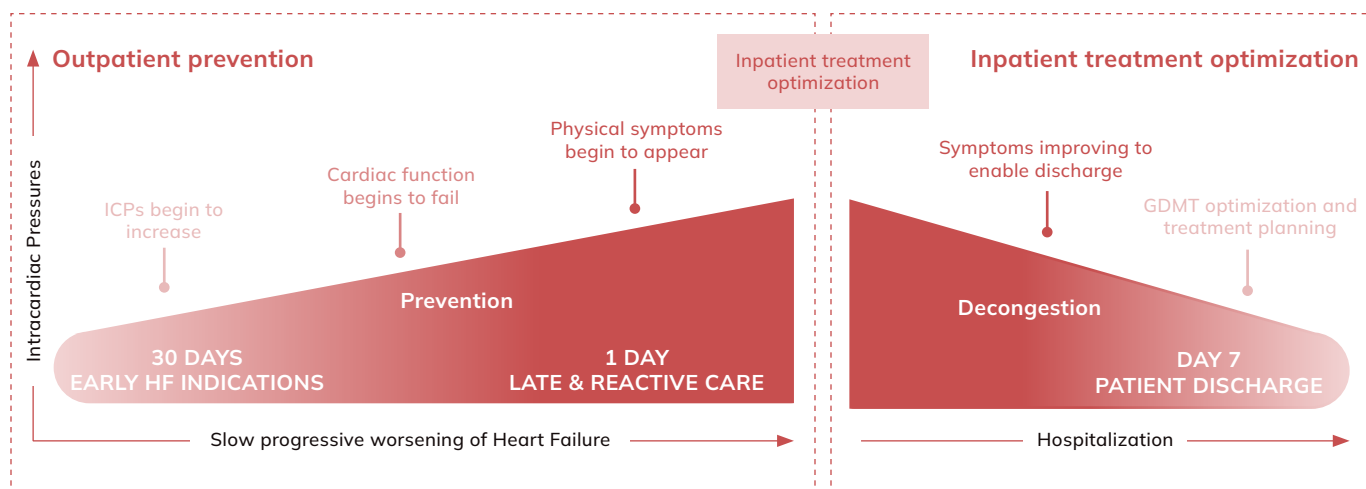 Outpatient prevention
Inpatient treatment
optimization
Inpatient treatment optimization
Intracardiac Pressures
ICPs begin to
increase
Cardiac function
begins to fail
Physical symptoms
begin to appear
Prevention
30 DAYS
EARLY HF INDICATIONS
1 DAY
LATE & REACTIVE CARE
Slow progressive worsening of Heart Failure
Symptoms improving to
enable discharge
GDMT optimization and
treatment planning
Decongestion
DAY 7
PATIENT DISCHARGE
Hospitalization